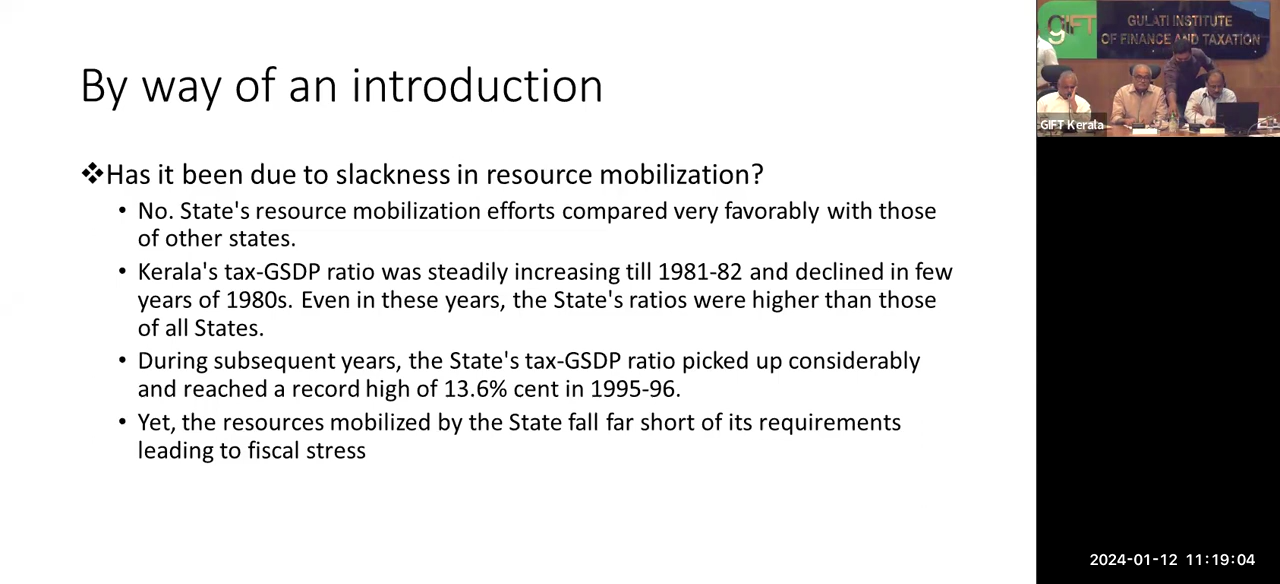 By way of an introduction
❖Has it been due to slackness in resource mobilization?
• No. State's resource mobilization efforts compared very favorably with those
of other states.
• Kerala's tax-GSDP ratio was steadily increasing till 1981-82 and declined in few
years of 1980s. Even in these years, the State's ratios were higher than those
of all States.
• During subsequent years, the State's tax-GSDP ratio picked up considerably
and reached a record high of 13.6% cent in 1995-96.
• Yet, the resources mobilized by the State fall far short of its requirements
leading to fiscal stress
GIFT
GULATI INSTITUTE
OF FINANCE AND TAXATION
GIFT Kerala
2024-01-12 11:19:04